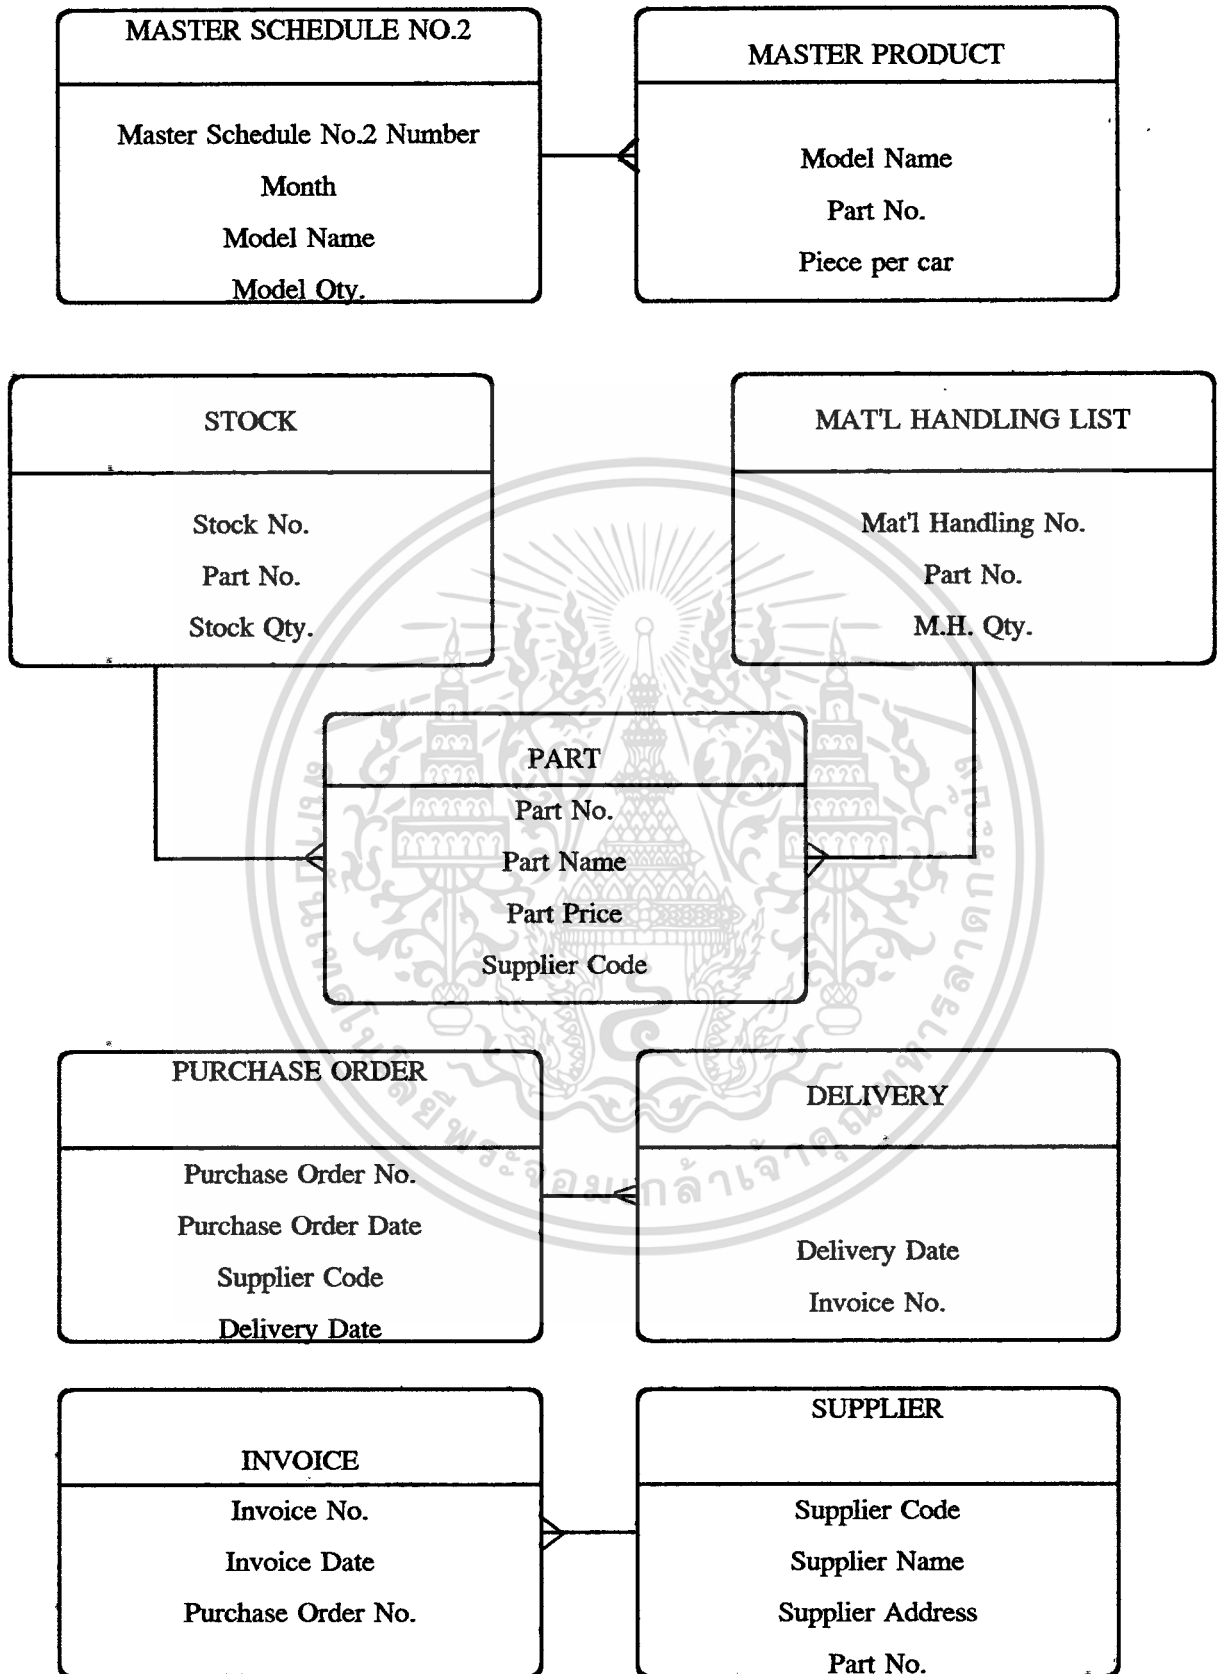 MASTER SCHEDULE NO.2
Master Schedule No.2 Number
Month
Model Name
Model Qty.
MASTER PRODUCT
Model Name
Part No.
Piece per car
STOCK
Stock No.
Part No.
Stock Qty.
MAT'L HANDLING LIST
Mat'l Handling No.
Part No.
M.H. Qty.
PART
Part No.
Part Name
Part Price
Supplier Code
PURCHASE ORDER
Purchase Order No.
Purchase Order Date
Supplier Code
Delivery Date
DELIVERY
Delivery Date
Invoice No.
INVOICE
Invoice No.
Invoice Date
Purchase Order No.
SUPPLIER
Supplier Code
Supplier Name
Supplier Address
Part No.